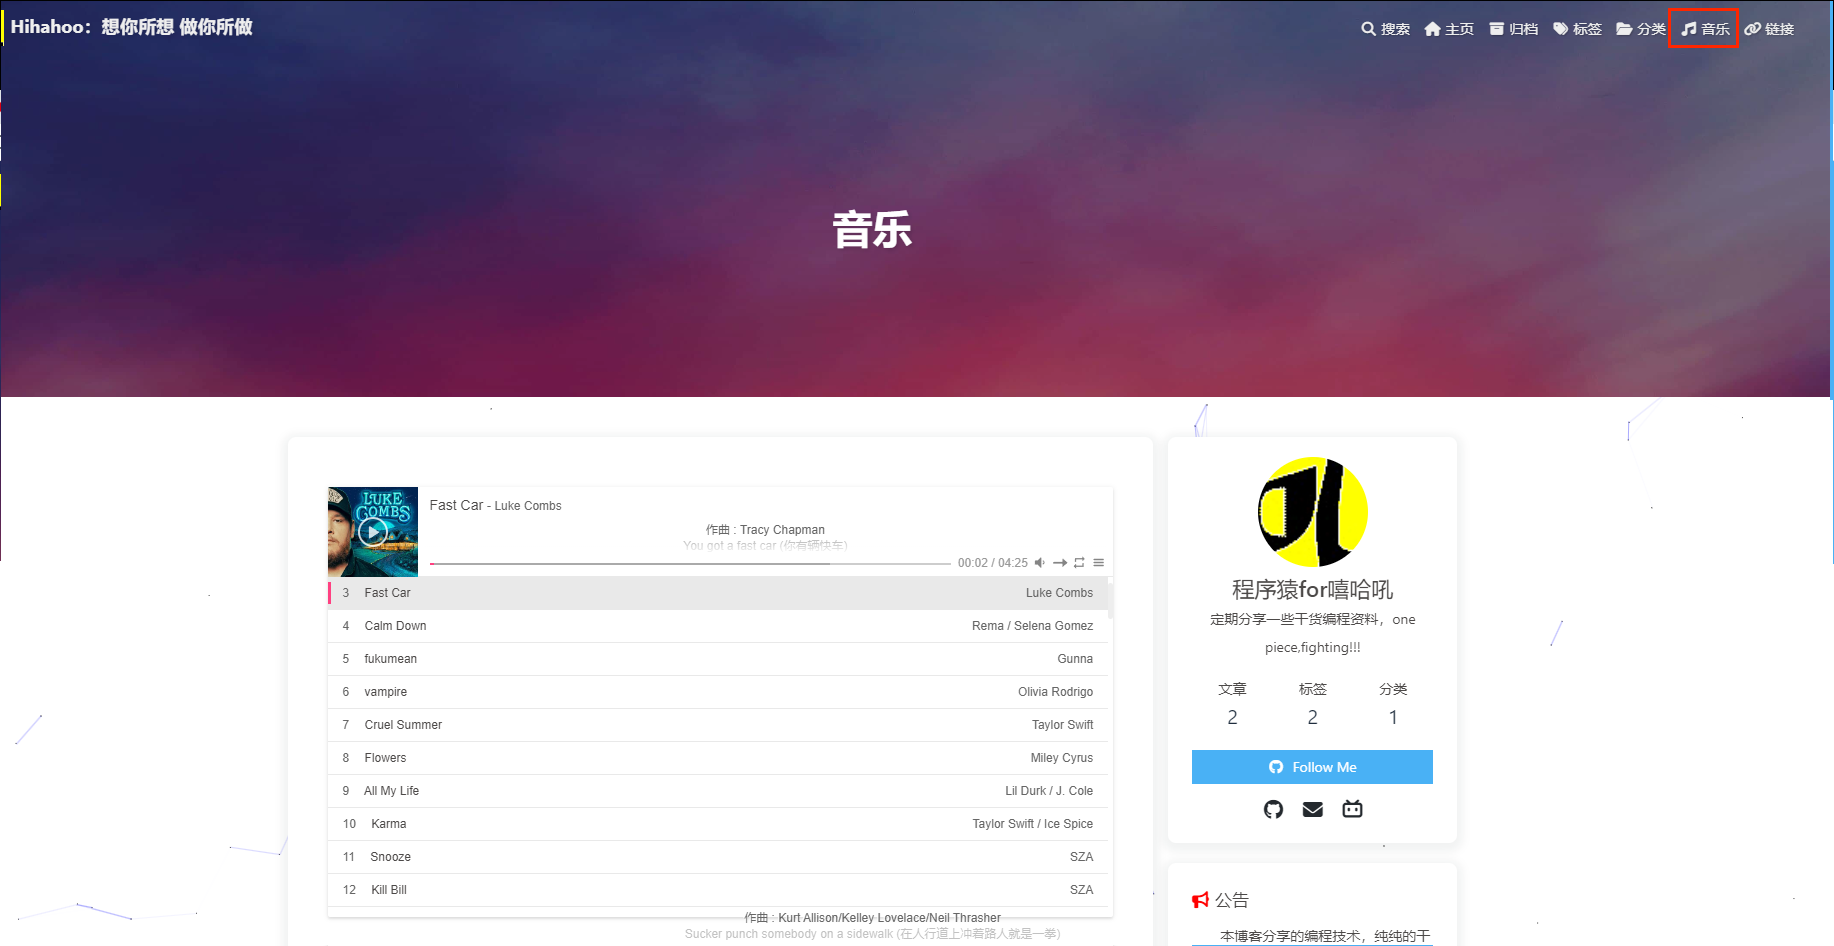 Hihahoo：想你所想 做你所做
搜索 主页 归档 标签 分类 音乐 链接
音乐
LUKE COMBS
Fast Car - Luke Combs
作曲 : Tracy Chapman
You got a fast car (你有辆快车)
00:02 / 04:25
3 Fast Car Luke Combs
4 Calm Down Rema / Selena Gomez
5 fukumean Gunna
6 vampire Olivia Rodrigo
7 Cruel Summer Taylor Swift
8 Flowers Miley Cyrus
9 All My Life Lil Durk / J. Cole
10 Karma Taylor Swift / Ice Spice
11 Snooze SZA
12 Kill Bill SZA
作曲 : Kurt Allison/Kelley Lovelace/Neil Thrasher
Sucker punch somebody on a sidewalk (在人行道上冲着路人就是一拳)
程序猿for嘻哈吼
定期分享一些干货编程资料，one
piece,fighting!!!
文章 标签 分类
2 2 1
Follow Me
公告
本博客分享的编程技术，纯纯的干